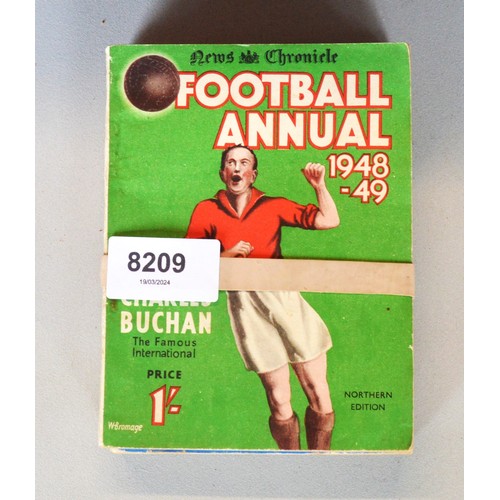 News Chronicle
FOOTBALL
ANNUAL
1948
-49
8209
19/03/2024
CHARLES
BUCHAN
The Famous
International
PRICE
1/-
NORTHERN
EDITION
W·Bromage